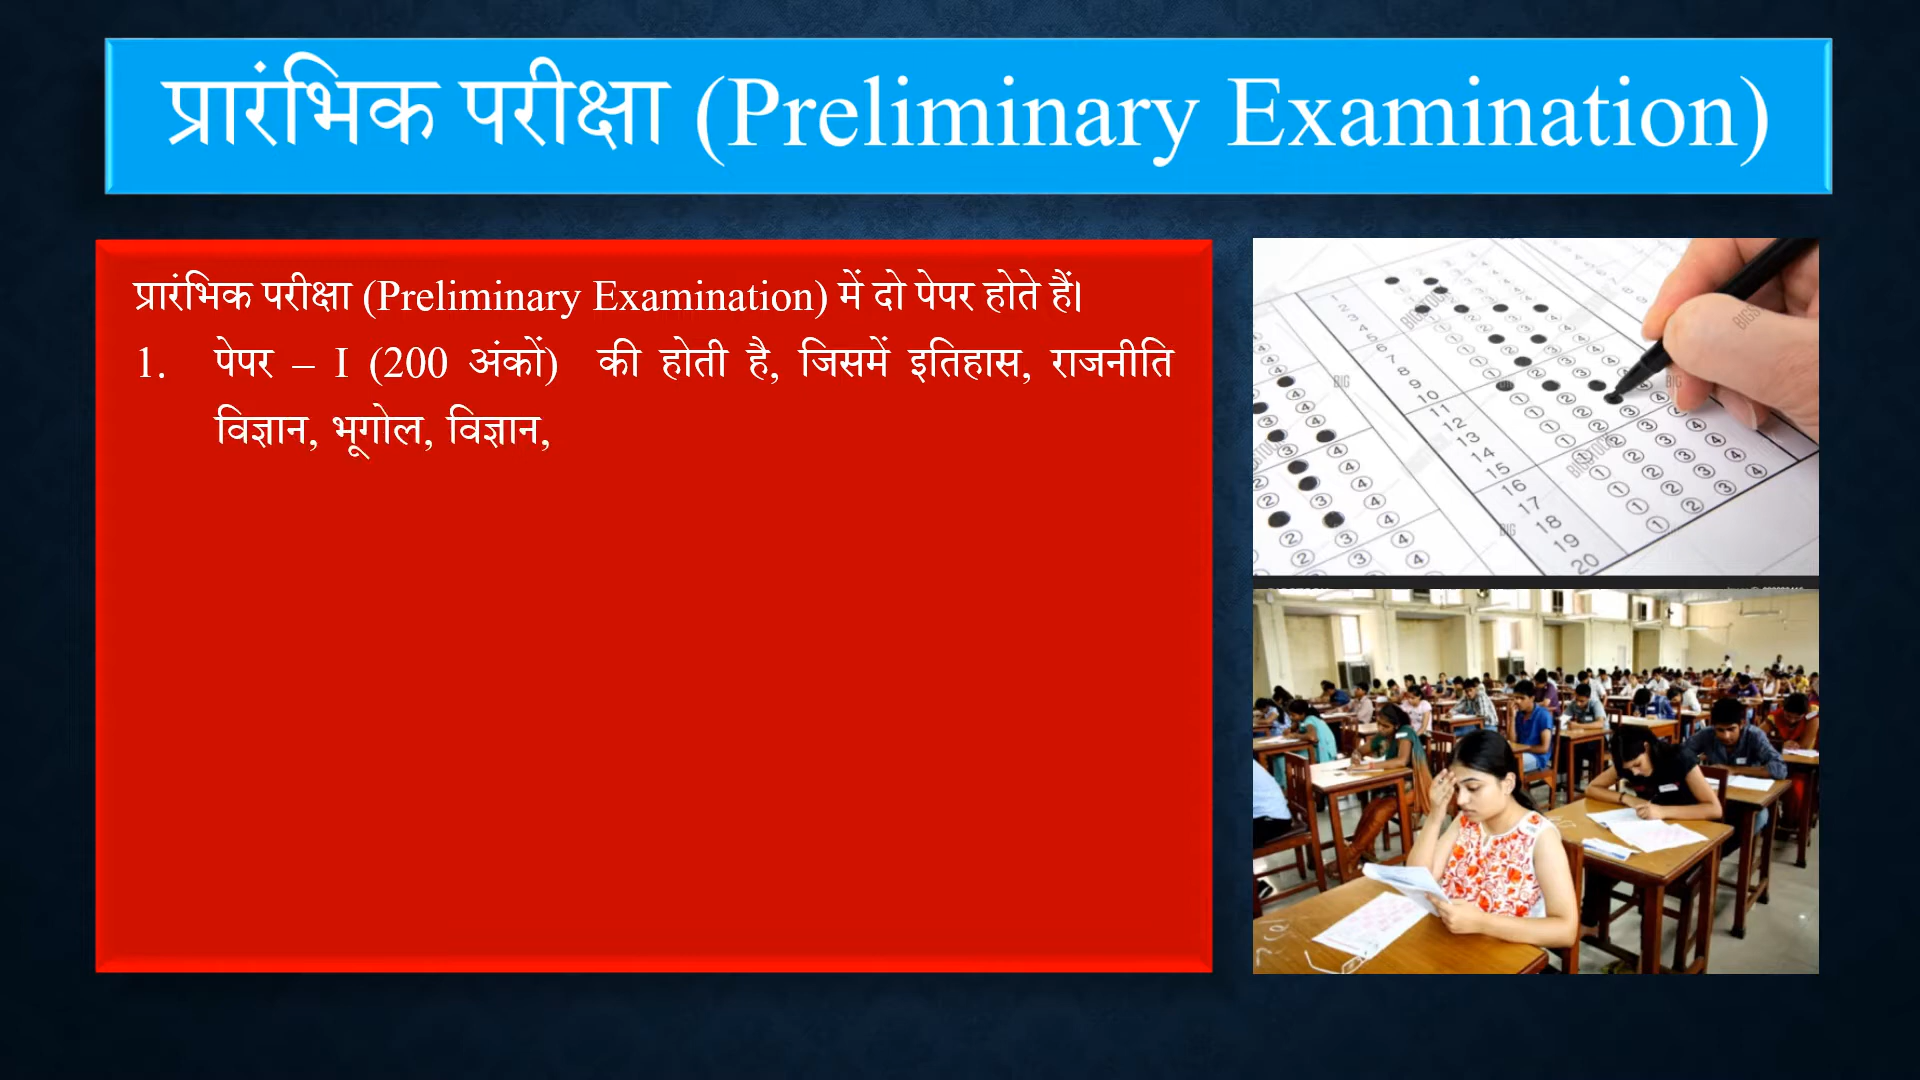 प्रारंभिक परीक्षा (Preliminary Examination)
प्रारंभिक परीक्षा (Preliminary Examination) में दो पेपर होते हैं।
1. पेपर – I (200 अंकों) की होती है, जिसमें इतिहास, राजनीति
विज्ञान, भूगोल, विज्ञान,